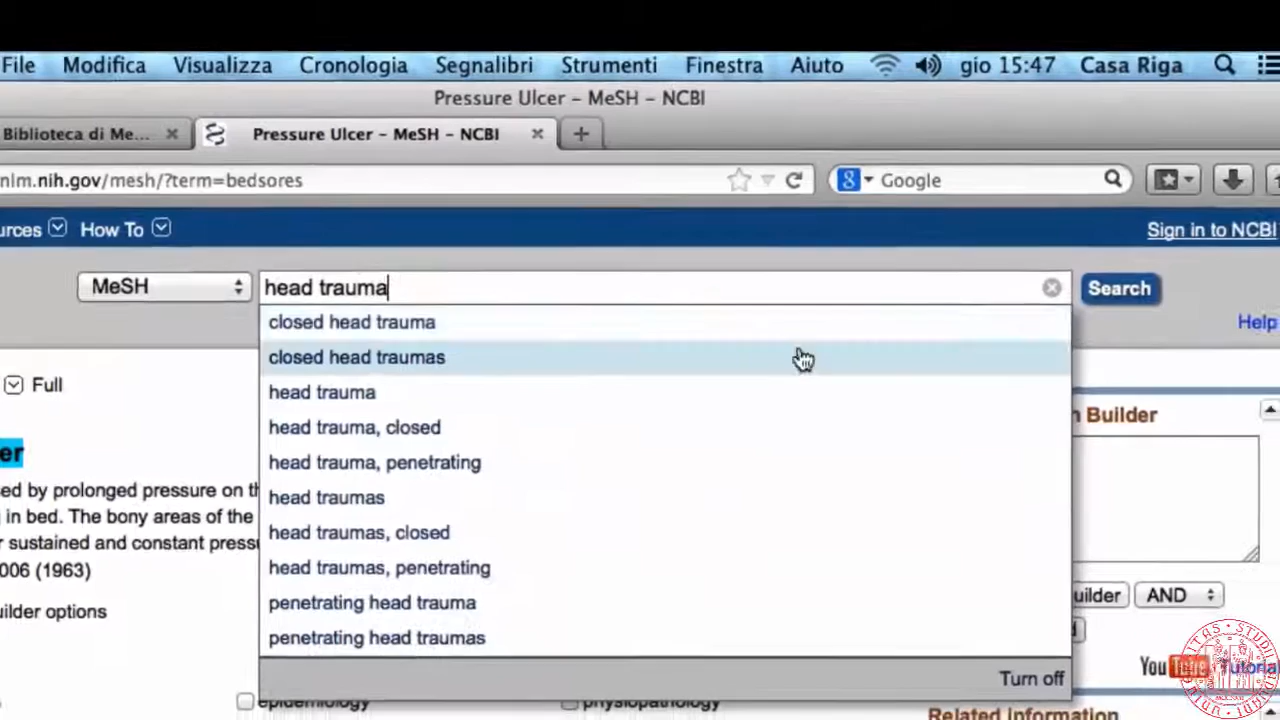 File Modifica Visualizza Cronologia Segnalibri Strumenti Finestra Aiuto gio 15:47 Casa Riga
Pressure Ulcer – MeSH – NCBI
Biblioteca di Me... Pressure Ulcer – MeSH – NCBI
nlm.nih.gov/mesh/?term=bedsores Google
urces How To Sign in to NCBI
MeSH head trauma Search
Help
closed head trauma
closed head traumas
head trauma
head trauma, closed
head trauma, penetrating
head traumas
head traumas, closed
head traumas, penetrating
penetrating head trauma
penetrating head traumas
Turn off
Full
er
sed by prolonged pressure on th
in bed. The bony areas of the
r sustained and constant pressu
006 (1963)
uilder options
epidemiology physiopathology
Builder
uilder AND
YouTube Tutorial
Related information